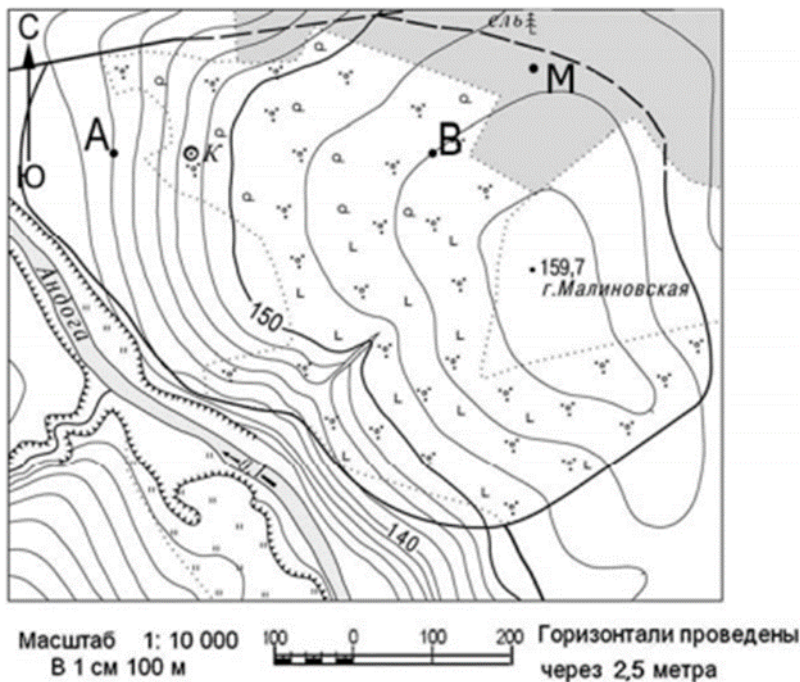 С
Ю
ель
М
А
К
В
159,7
г.Малиновская
Андога
150
140
Масштаб 1: 10 000
В 1 см 100 м
100 0 100 200
Горизонтали проведены
через 2,5 метра